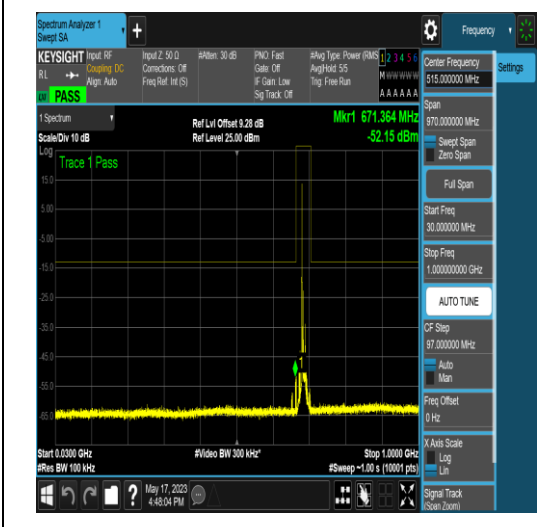 Spectrum Analyzer 1
Swept SA
+
Frequency
KEYSIGHT
Input: RF
Coupling: DC
Align: Auto
Input Z: 50 Ω
Corrections: Off
Freq Ref: Int (S)
#Atten: 30 dB
PNO: Fast
Gate: Off
IF Gain: Low
Sig Track: Off
#Avg Type: Power (RMS
Avg|Hold: 5/5
Trig: Free Run
1 2 3 4 5 6
M W W W W W
A A A A A A
RL
PASS
1 Spectrum
Scale/Div 10 dB
Ref Lvl Offset 9.28 dB
Ref Level 25.00 dBm
Mkr1 671.364 MHz
-52.15 dBm
Log
Trace 1 Pass
15.0
5.00
-5.00
-15.0
-25.0
-35.0
-45.0
-55.0
-65.0
1
Start 0.0300 GHz
#Res BW 100 kHz
#Video BW 300 kHz*
Stop 1.0000 GHz
#Sweep ~1.00 s (10001 pts)
?
May 17, 2023
4:48:04 PM
Center Frequency
515.000000 MHz
Settings
Span
970.000000 MHz
Swept Span
Zero Span
Full Span
Start Freq
30.000000 MHz
Stop Freq
1.000000000 GHz
AUTO TUNE
CF Step
97.000000 MHz
Auto
Man
Freq Offset
0 Hz
X Axis Scale
Log
Lin
Signal Track
(Span Zoom)